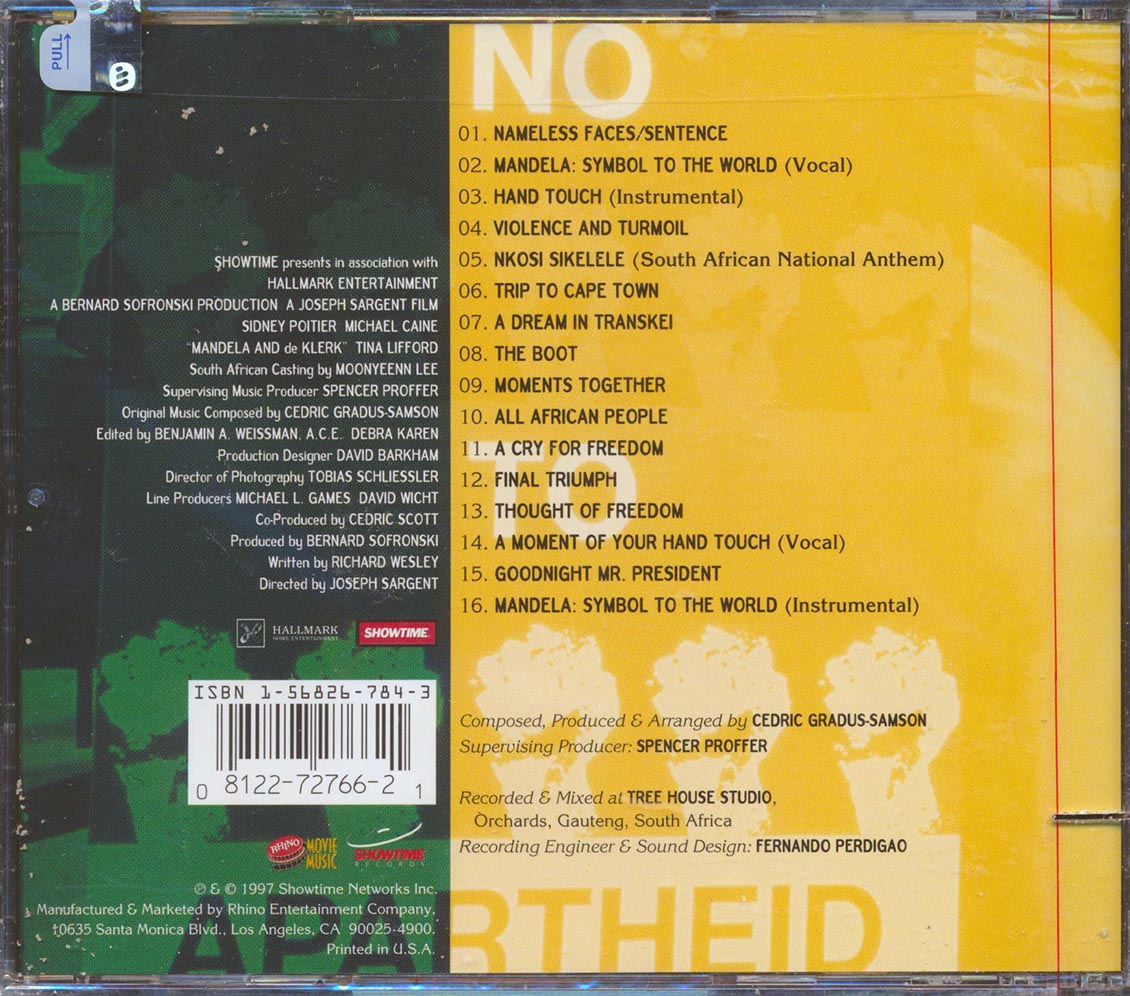 PULL
NO
01. NAMELESS FACES/SENTENCE
02. MANDELA: SYMBOL TO THE WORLD (Vocal)
03. HAND TOUCH (Instrumental)
04. VIOLENCE AND TURMOIL
05. NKOSI SIKELELE (South African National Anthem)
06. TRIP TO CAPE TOWN
07. A DREAM IN TRANSKEI
08. THE BOOT
09. MOMENTS TOGETHER
10. ALL AFRICAN PEOPLE
11. A CRY FOR FREEDOM
12. FINAL TRIUMPH
13. THOUGHT OF FREEDOM
14. A MOMENT OF YOUR HAND TOUCH (Vocal)
15. GOODNIGHT MR. PRESIDENT
16. MANDELA: SYMBOL TO THE WORLD (Instrumental)
TO
SHOWTIME presents in association with
HALLMARK ENTERTAINMENT
A BERNARD SOFRONSKI PRODUCTION A JOSEPH SARGENT FILM
SIDNEY POITIER MICHAEL CAINE
"MANDELA AND de KLERK" TINA LIFFORD
South African Casting by MOONYEENN LEE
Supervising Music Producer SPENCER PROFFER
Original Music Composed by CEDRIC GRADUS-SAMSON
Edited by BENJAMIN A. WEISSMAN, A.C.E. DEBRA KAREN
Production Designer DAVID BARKHAM
Director of Photography TOBIAS SCHLIESSLER
Line Producers MICHAEL L. GAMES DAVID WICHT
Co-Produced by CEDRIC SCOTT
Produced by BERNARD SOFRONSKI
Written by RICHARD WESLEY
Directed by JOSEPH SARGENT
HALLMARK
HOME ENTERTAINMENT
SHOWTIME
ISBN 1-56826-784-3
0 8122-72766-2 1
RHINO
MOVIE
MUSIC
SHOWTIME
RECORDS
℗ & © 1997 Showtime Networks Inc.
Manufactured & Marketed by Rhino Entertainment Company,
10635 Santa Monica Blvd., Los Angeles, CA 90025-4900.
Printed in U.S.A.
Composed, Produced & Arranged by CEDRIC GRADUS-SAMSON
Supervising Producer: SPENCER PROFFER
Recorded & Mixed at TREE HOUSE STUDIO,
Orchards, Gauteng, South Africa
Recording Engineer & Sound Design: FERNANDO PERDIGAO
APARTHEID